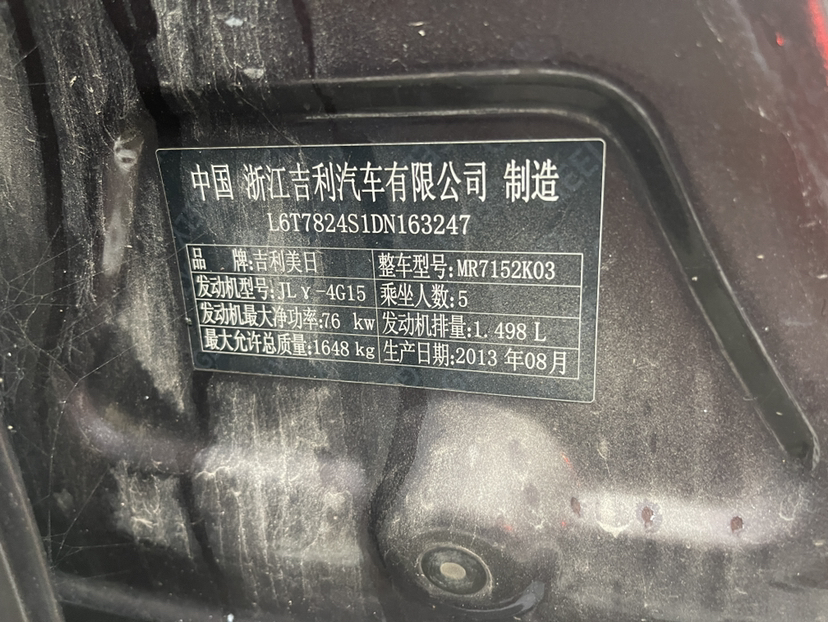 中国 浙江吉利汽车有限公司 制造
L6T7824S1DN163247
品 牌:吉利美日 整车型号:MR7152K03
发动机型号:JLγ-4G15 乘坐人数:5
发动机最大净功率:76 kw 发动机排量:1.498 L
最大允许总质量:1648 kg 生产日期:2013 年08月